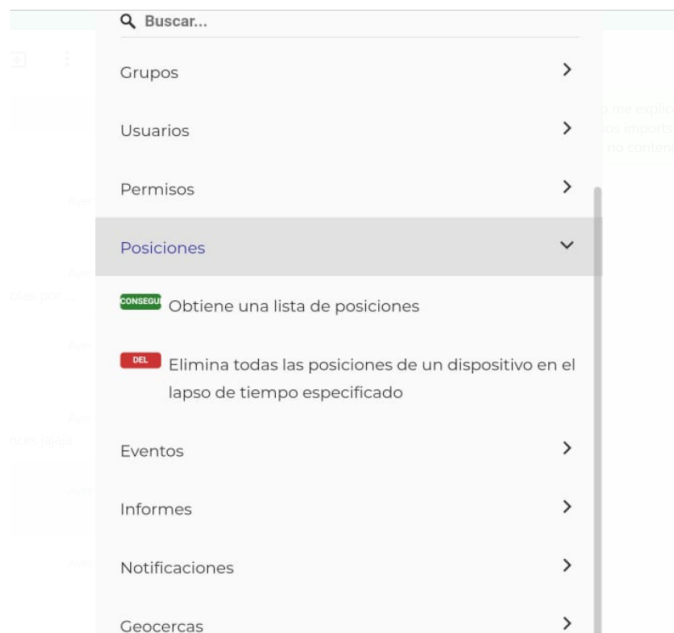 Buscar...
Grupos
Usuarios
Permisos
Posiciones
CONSEGUI
Obtiene una lista de posiciones
DEL
Elimina todas las posiciones de un dispositivo en el
lapso de tiempo especificado
Eventos
Informes
Notificaciones
Geocercas